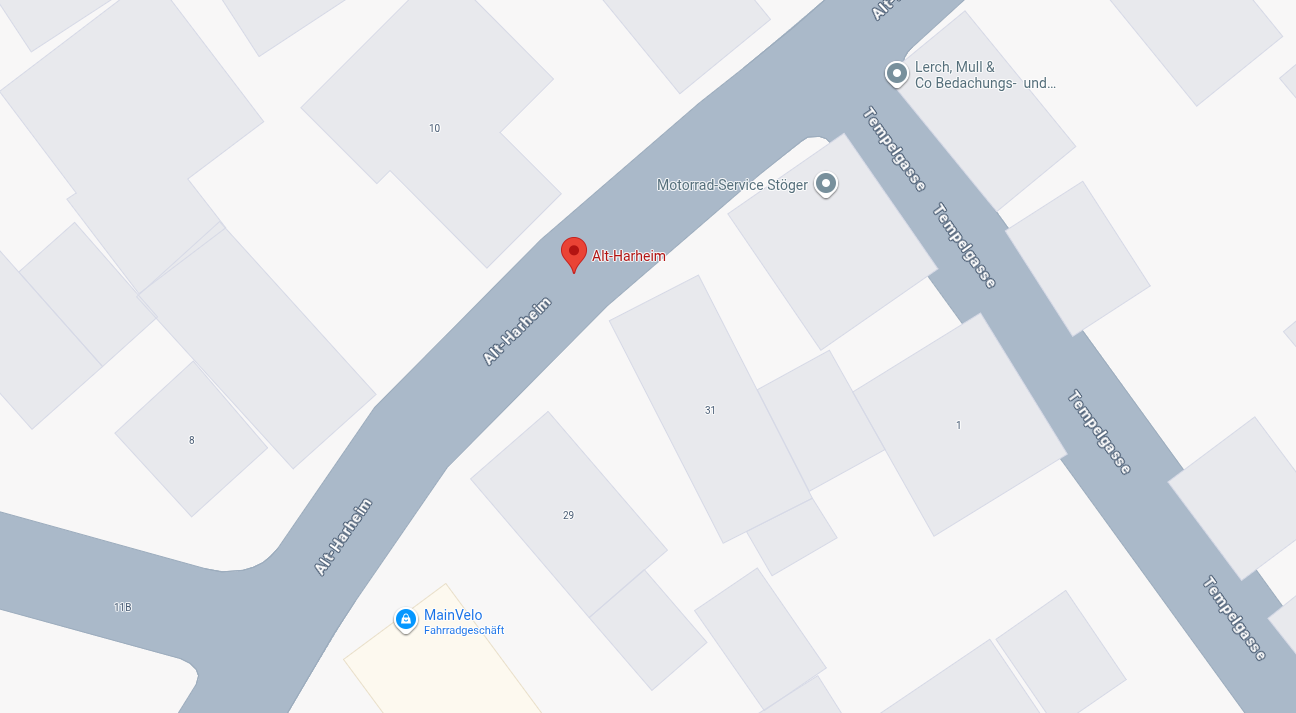 Alt-
Lerch, Mull &
Co Bedachungs- und...
Tempelgasse
10
Motorrad-Service Stöger
Tempelgasse
Alt-Harheim
Alt-Harheim
31
1
Tempelgasse
8
29
Alt-Harheim
11B
MainVelo
Fahrradgeschäft
Tempelgasse